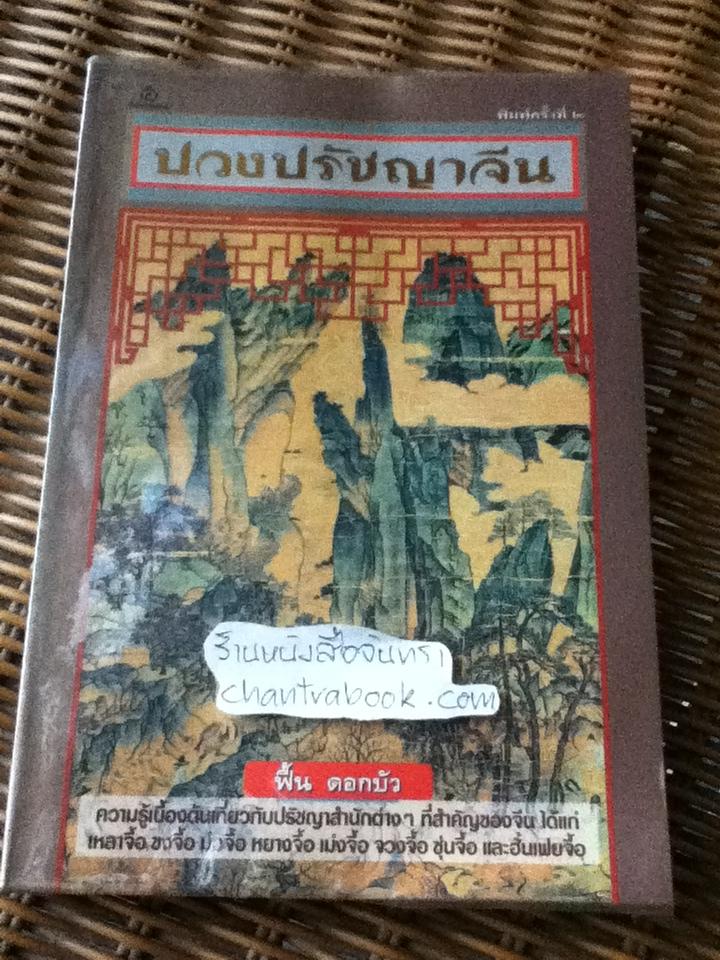 พิมพ์ครั้งที่ ๒
ปวงปรัชญาจีน
ร้านหนังสือจันทรา
chantrabook.com
ฟื้น ดอกบัว
ความรู้เบื้องต้นเกี่ยวกับปรัชญาสำนักต่างๆ ที่สำคัญของจีน ได้แก่
เหลาจื้อ ขงจื้อ ม่อจื้อ หยางจื้อ เม่งจื้อ จวงจื้อ ซุ่นจื้อ และฮั่นเฟยจื้อ